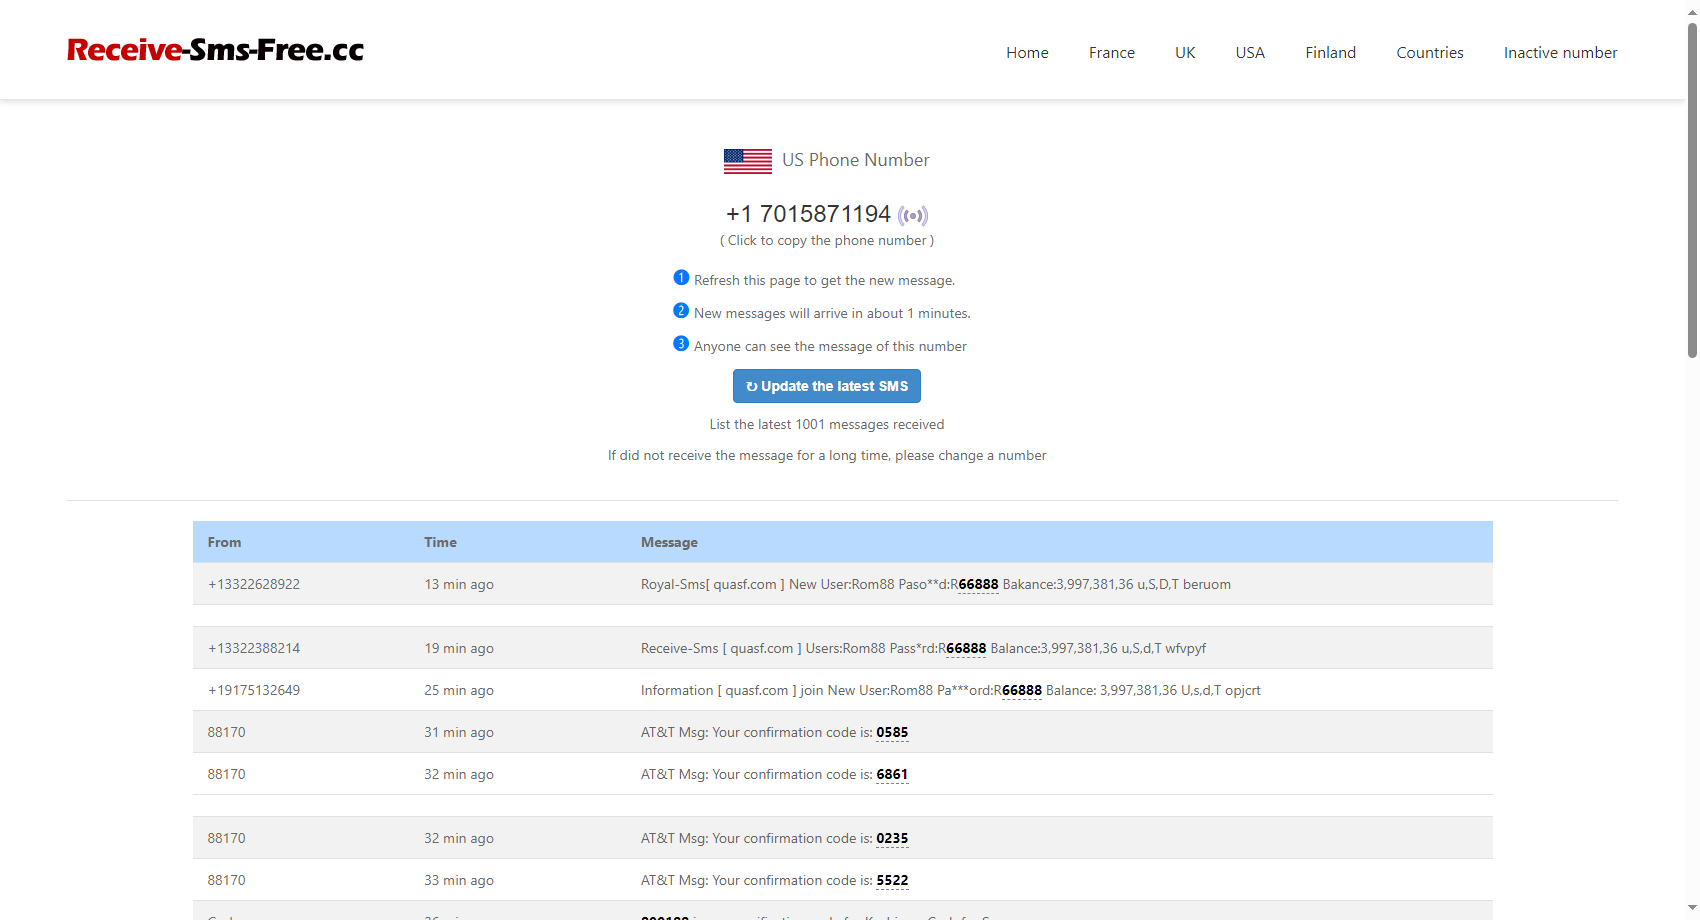 Receive-Sms-Free.cc
Home France UK USA Finland Countries Inactive number
US Phone Number
+1 7015871194
( Click to copy the phone number )
1 Refresh this page to get the new message.
2 New messages will arrive in about 1 minutes.
3 Anyone can see the message of this number
↻ Update the latest SMS
List the latest 1001 messages received
If did not receive the message for a long time, please change a number
From Time Message
+13322628922 13 min ago Royal-Sms[ quasf.com ] New User:Rom88 Paso**d:R66888 Bakance:3,997,381,36 u,S,D,T beruom
+13322388214 19 min ago Receive-Sms [ quasf.com ] Users:Rom88 Pass*rd:R66888 Balance:3,997,381,36 u,S,d,T wfvpyf
+19175132649 25 min ago Information [ quasf.com ] join New User:Rom88 Pa***ord:R66888 Balance: 3,997,381,36 U,s,d,T opjcrt
88170 31 min ago AT&T Msg: Your confirmation code is: 0585
88170 32 min ago AT&T Msg: Your confirmation code is: 6861
88170 32 min ago AT&T Msg: Your confirmation code is: 0235
88170 33 min ago AT&T Msg: Your confirmation code is: 5522